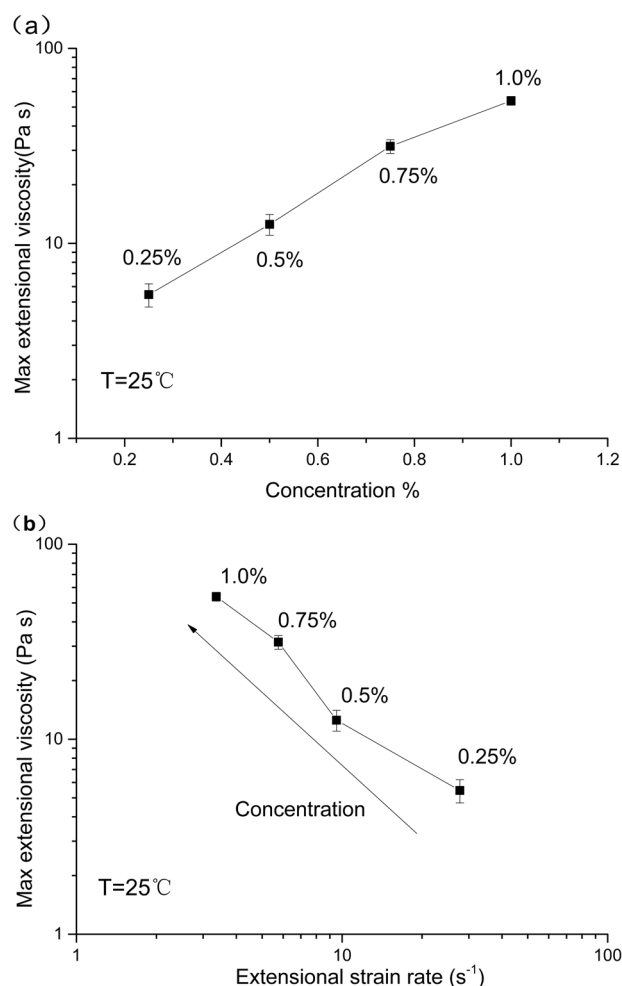 (a)
100
10
1
Max extensional viscosity(Pa s)
0.25%
0.5%
0.75%
1.0%
T=25℃
0.2 0.4 0.6 0.8 1.0 1.2
Concentration %
(b)
100
10
1
Max extensional viscosity (Pa s)
1.0%
0.75%
0.5%
0.25%
Concentration
T=25℃
1 10 100
Extensional strain rate (s⁻¹)